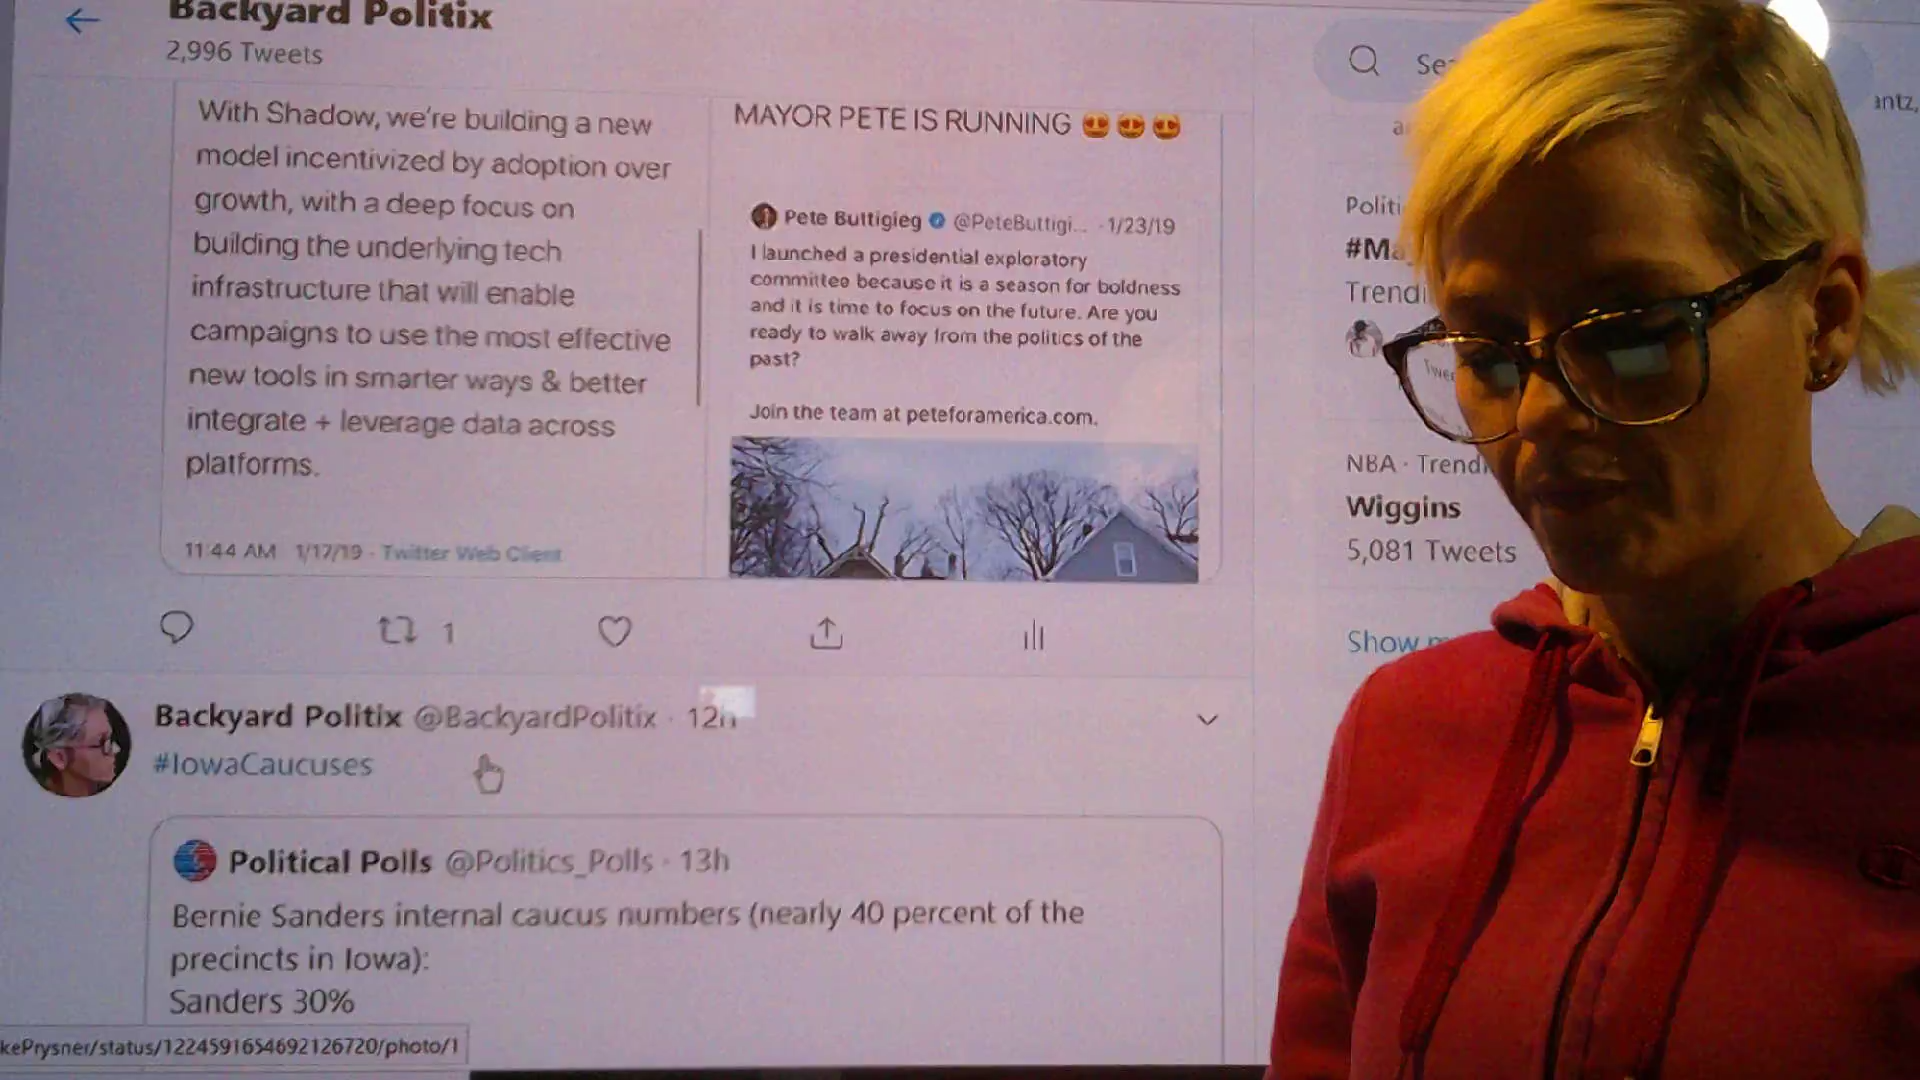 Backyard Politix
2,996 Tweets
With Shadow, we're building a new
model incentivized by adoption over
growth, with a deep focus on
building the underlying tech
infrastructure that will enable
campaigns to use the most effective
new tools in smarter ways & better
integrate + leverage data across
platforms.
11:44 AM 1/17/19 · Twitter Web Client
MAYOR PETE IS RUNNING 😍 😍 😍
Pete Buttigieg @PeteButtigi... · 1/23/19
I launched a presidential exploratory
committee because it is a season for boldness
and it is time to focus on the future. Are you
ready to walk away from the politics of the
past?
Join the team at peteforamerica.com.
1
Backyard Politix @BackyardPolitix · 12h
#IowaCaucuses
Political Polls @Politics_Polls · 13h
Bernie Sanders internal caucus numbers (nearly 40 percent of the
precincts in Iowa):
Sanders 30%
kePrysner/status/1224591654692126720/photo/1
Se
antz,
Politi
#Ma
Trendi
Twee
NBA · Trendi
Wiggins
5,081 Tweets
Show m